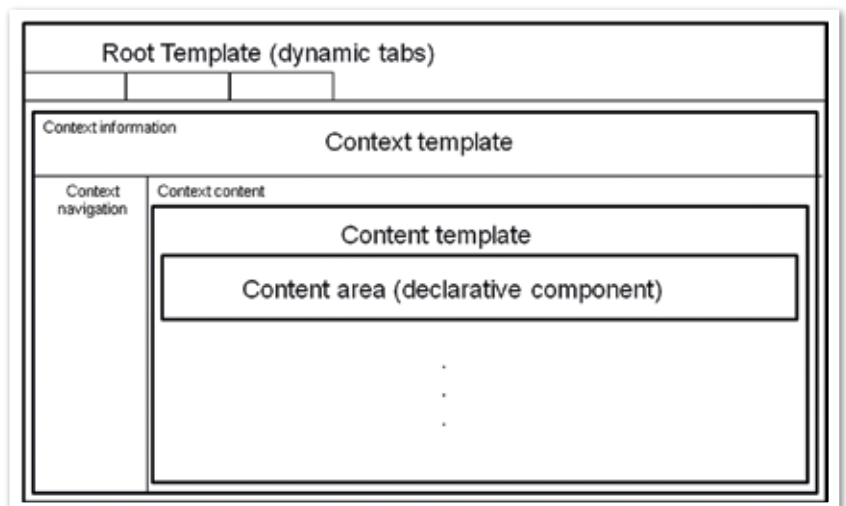 Root Template (dynamic tabs)
Context information
Context template
Context
navigation
Context content
Content template
Content area (declarative component)
.
.
.